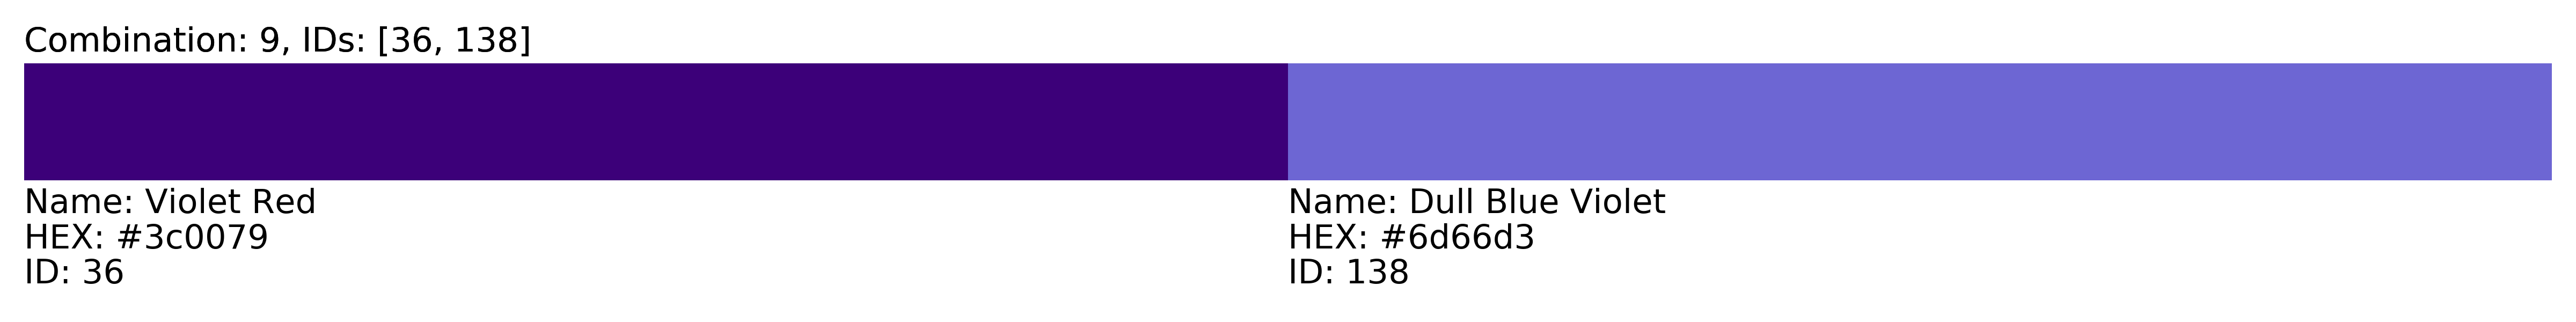 Combination: 9, IDs: [36, 138]
Name: Violet Red
HEX: #3c0079
ID: 36
Name: Dull Blue Violet
HEX: #6d66d3
ID: 138